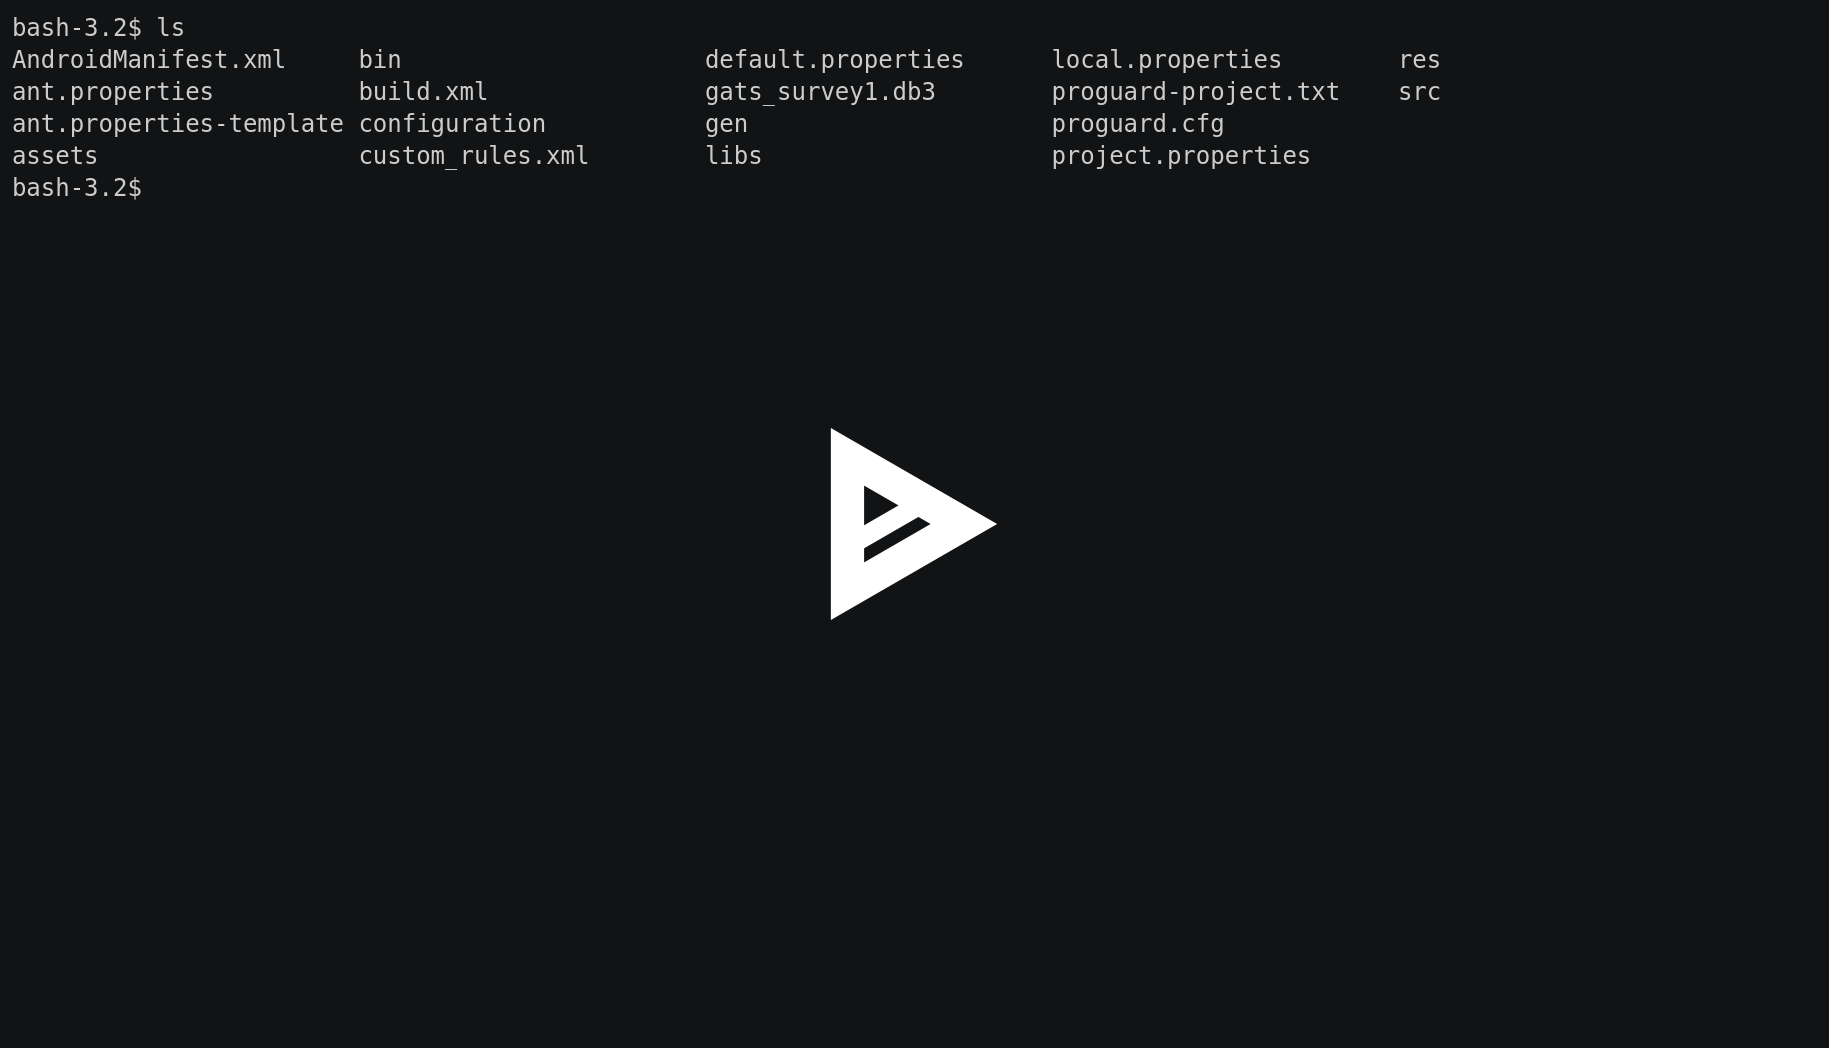 bash-3.2$ ls
AndroidManifest.xml     bin                     default.properties      local.properties        res
ant.properties          build.xml               gats_survey1.db3        proguard-project.txt    src
ant.properties-template configuration           gen                     proguard.cfg
assets                  custom_rules.xml        libs                    project.properties
bash-3.2$